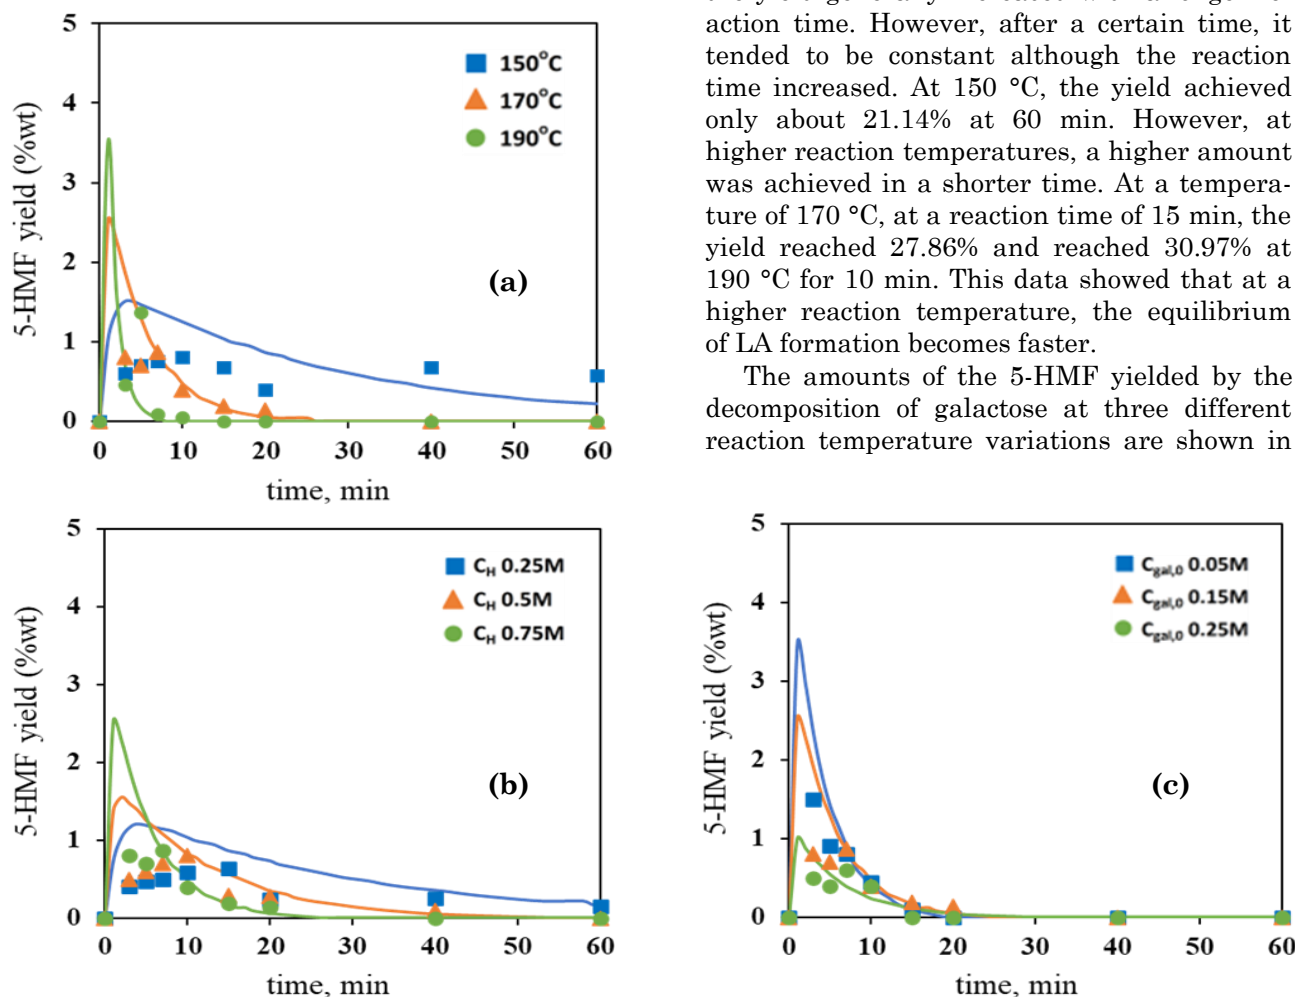 5
4
3
2
1
0
5-HMF yield (%wt)
150°C
170°C
190°C
(a)
0 10 20 30 40 50 60
time, min
action time. However, after a certain time, it
tended to be constant although the reaction
time increased. At 150 °C, the yield achieved
only about 21.14% at 60 min. However, at
higher reaction temperatures, a higher amount
was achieved in a shorter time. At a tempera-
ture of 170 °C, at a reaction time of 15 min, the
yield reached 27.86% and reached 30.97% at
190 °C for 10 min. This data showed that at a
higher reaction temperature, the equilibrium
of LA formation becomes faster.
The amounts of the 5-HMF yielded by the
decomposition of galactose at three different
reaction temperature variations are shown in
5
4
3
2
1
0
5-HMF yield (%wt)
C_H 0.25M
C_H 0.5M
C_H 0.75M
(b)
0 10 20 30 40 50 60
time, min
5
4
3
2
1
0
5-HMF yield (%wt)
C_gal,0 0.05M
C_gal,0 0.15M
C_gal,0 0.25M
(c)
0 10 20 30 40 50 60
time, min